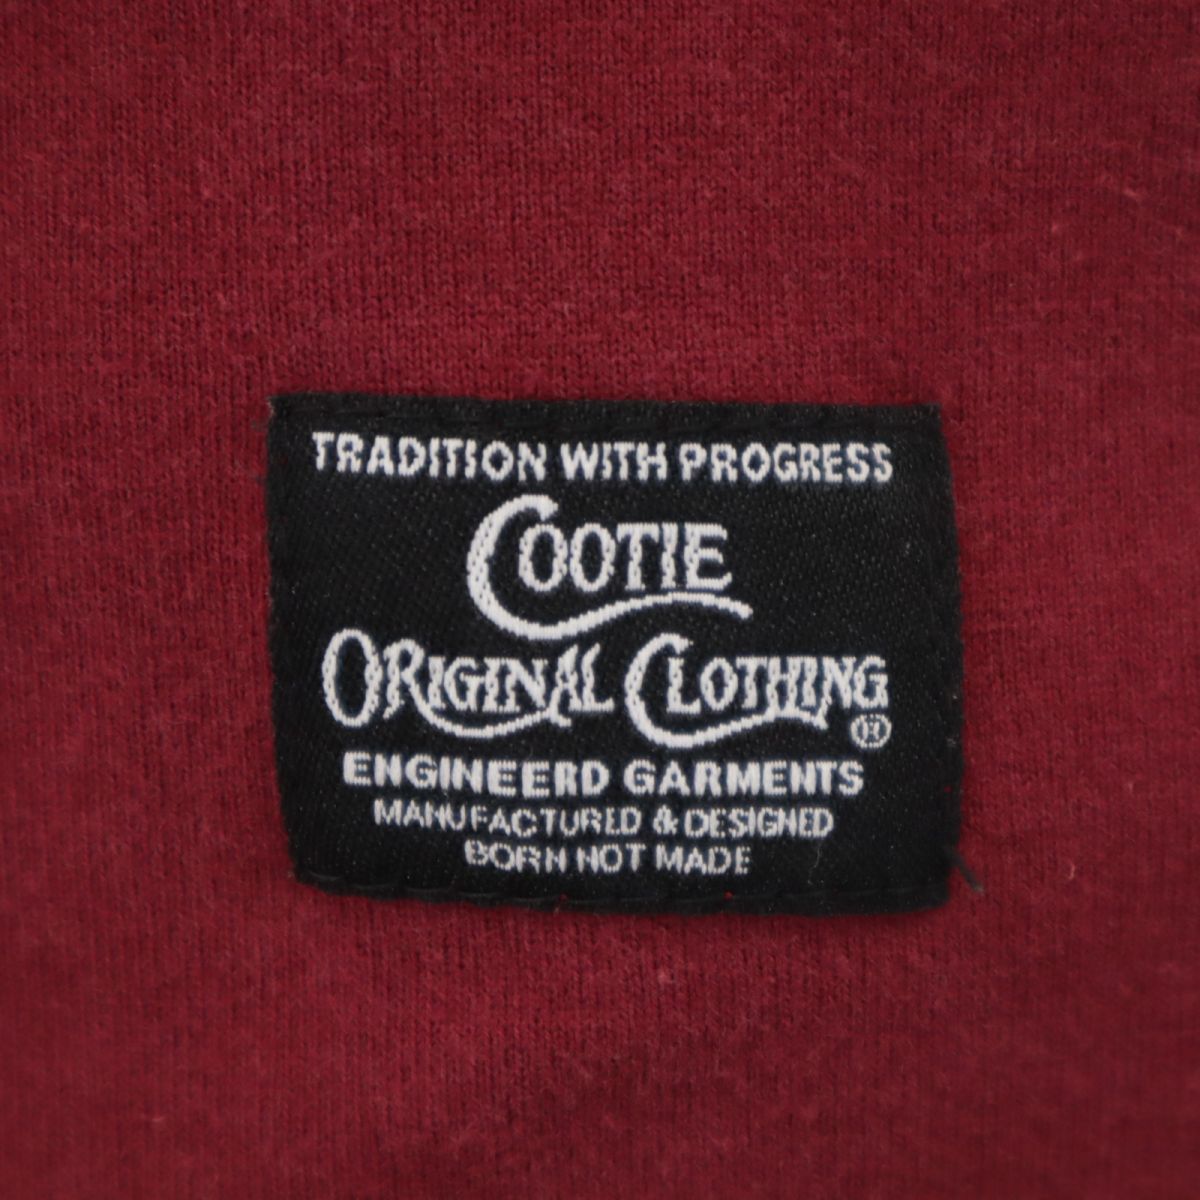 TRADITION WITH PROGRESS
COOTIE
ORIGINAL CLOTHING
®
ENGINEERD GARMENTS
MANUFACTURED & DESIGNED
BORN NOT MADE